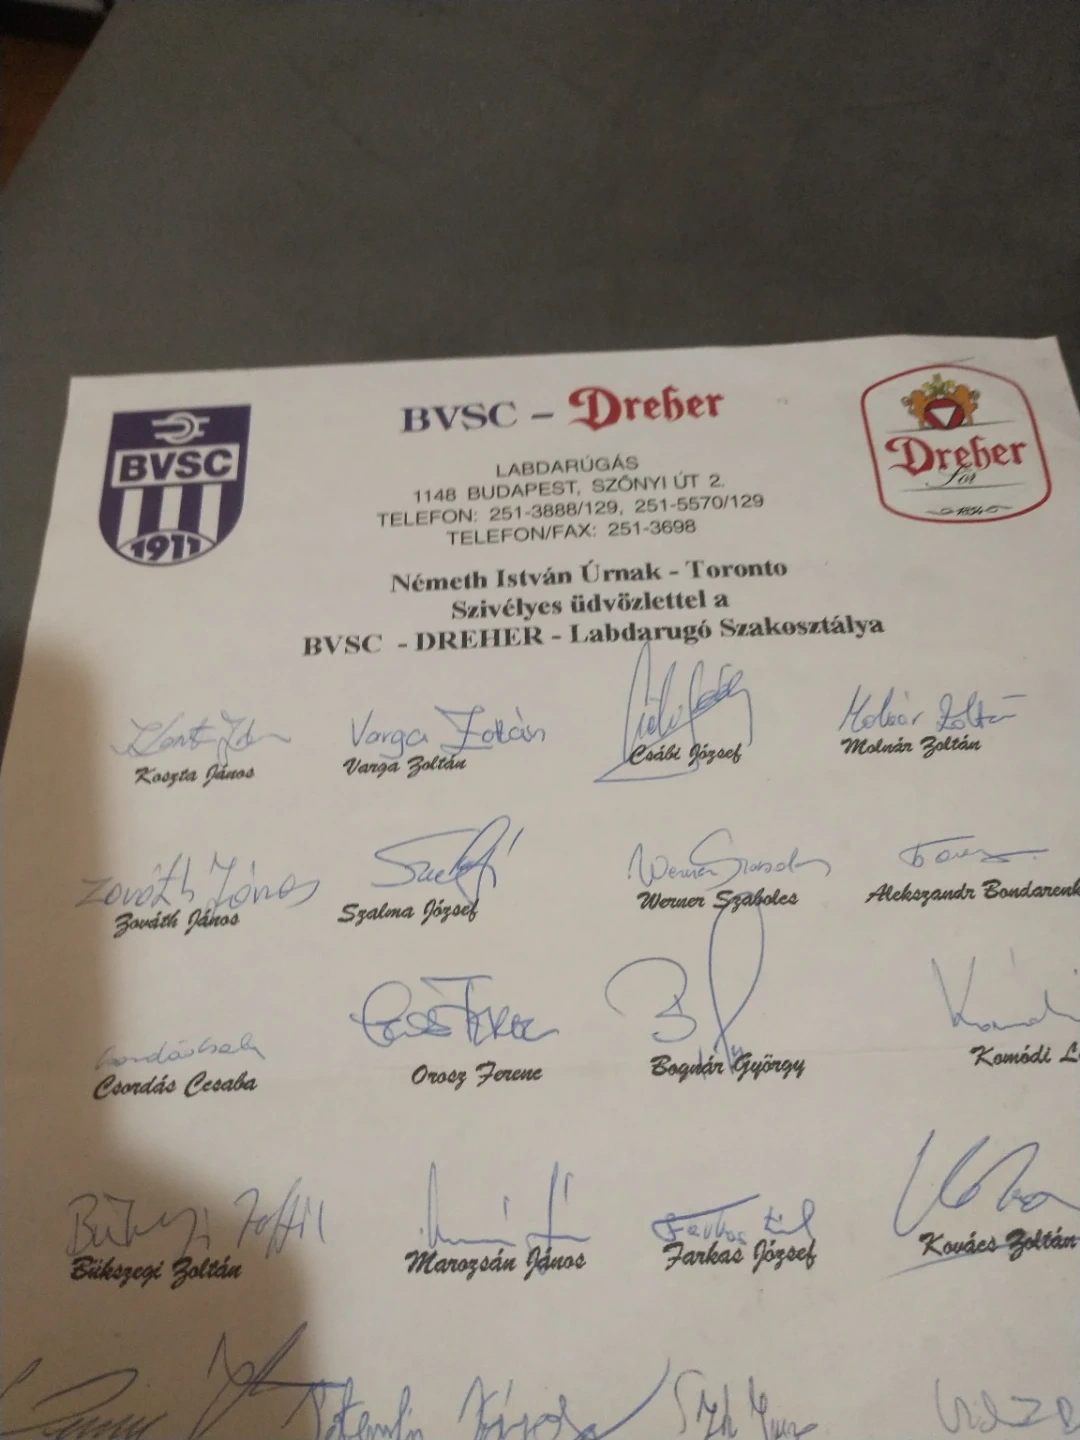 BVSC
1911
BVSC - Dreher
LABDARÚGÁS
1148 BUDAPEST, SZŐNYI ÚT 2.
TELEFON: 251-3888/129, 251-5570/129
TELEFON/FAX: 251-3698
Dreher
Sör
1854
Németh István Úrnak - Toronto
Szivélyes üdvözlettel a
BVSC - DREHER - Labdarugó Szakosztálya
Varga Zoltán
Molnár Zoltán
Koszta János
Varga Zoltán
Csábi József
Molnár Zoltán
Zováth János
Werner Szabolcs
Zováth János
Szalma József
Werner Szabolcs
Alekszandr Bondarenk
Csordás Ccsaba
Orosz Ferenc
Bognár György
Komódi L
Bükszegi Zoltán
Marozsán János
Farkas József
Kovács Zoltán